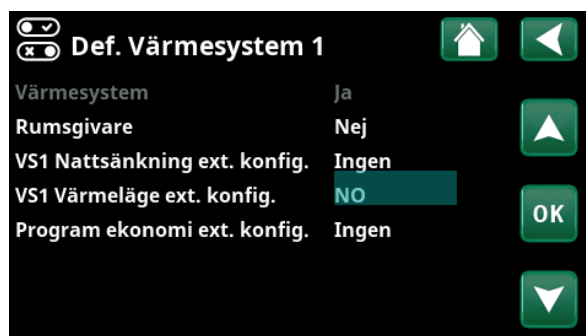 Def. Värmesystem 1
Värmesystem Ja
Rumsgivare Nej
VS1 Nattsänkning ext. konfig. Ingen
VS1 Värmeläge ext. konfig. NO
OK
Program ekonomi ext. konfig. Ingen